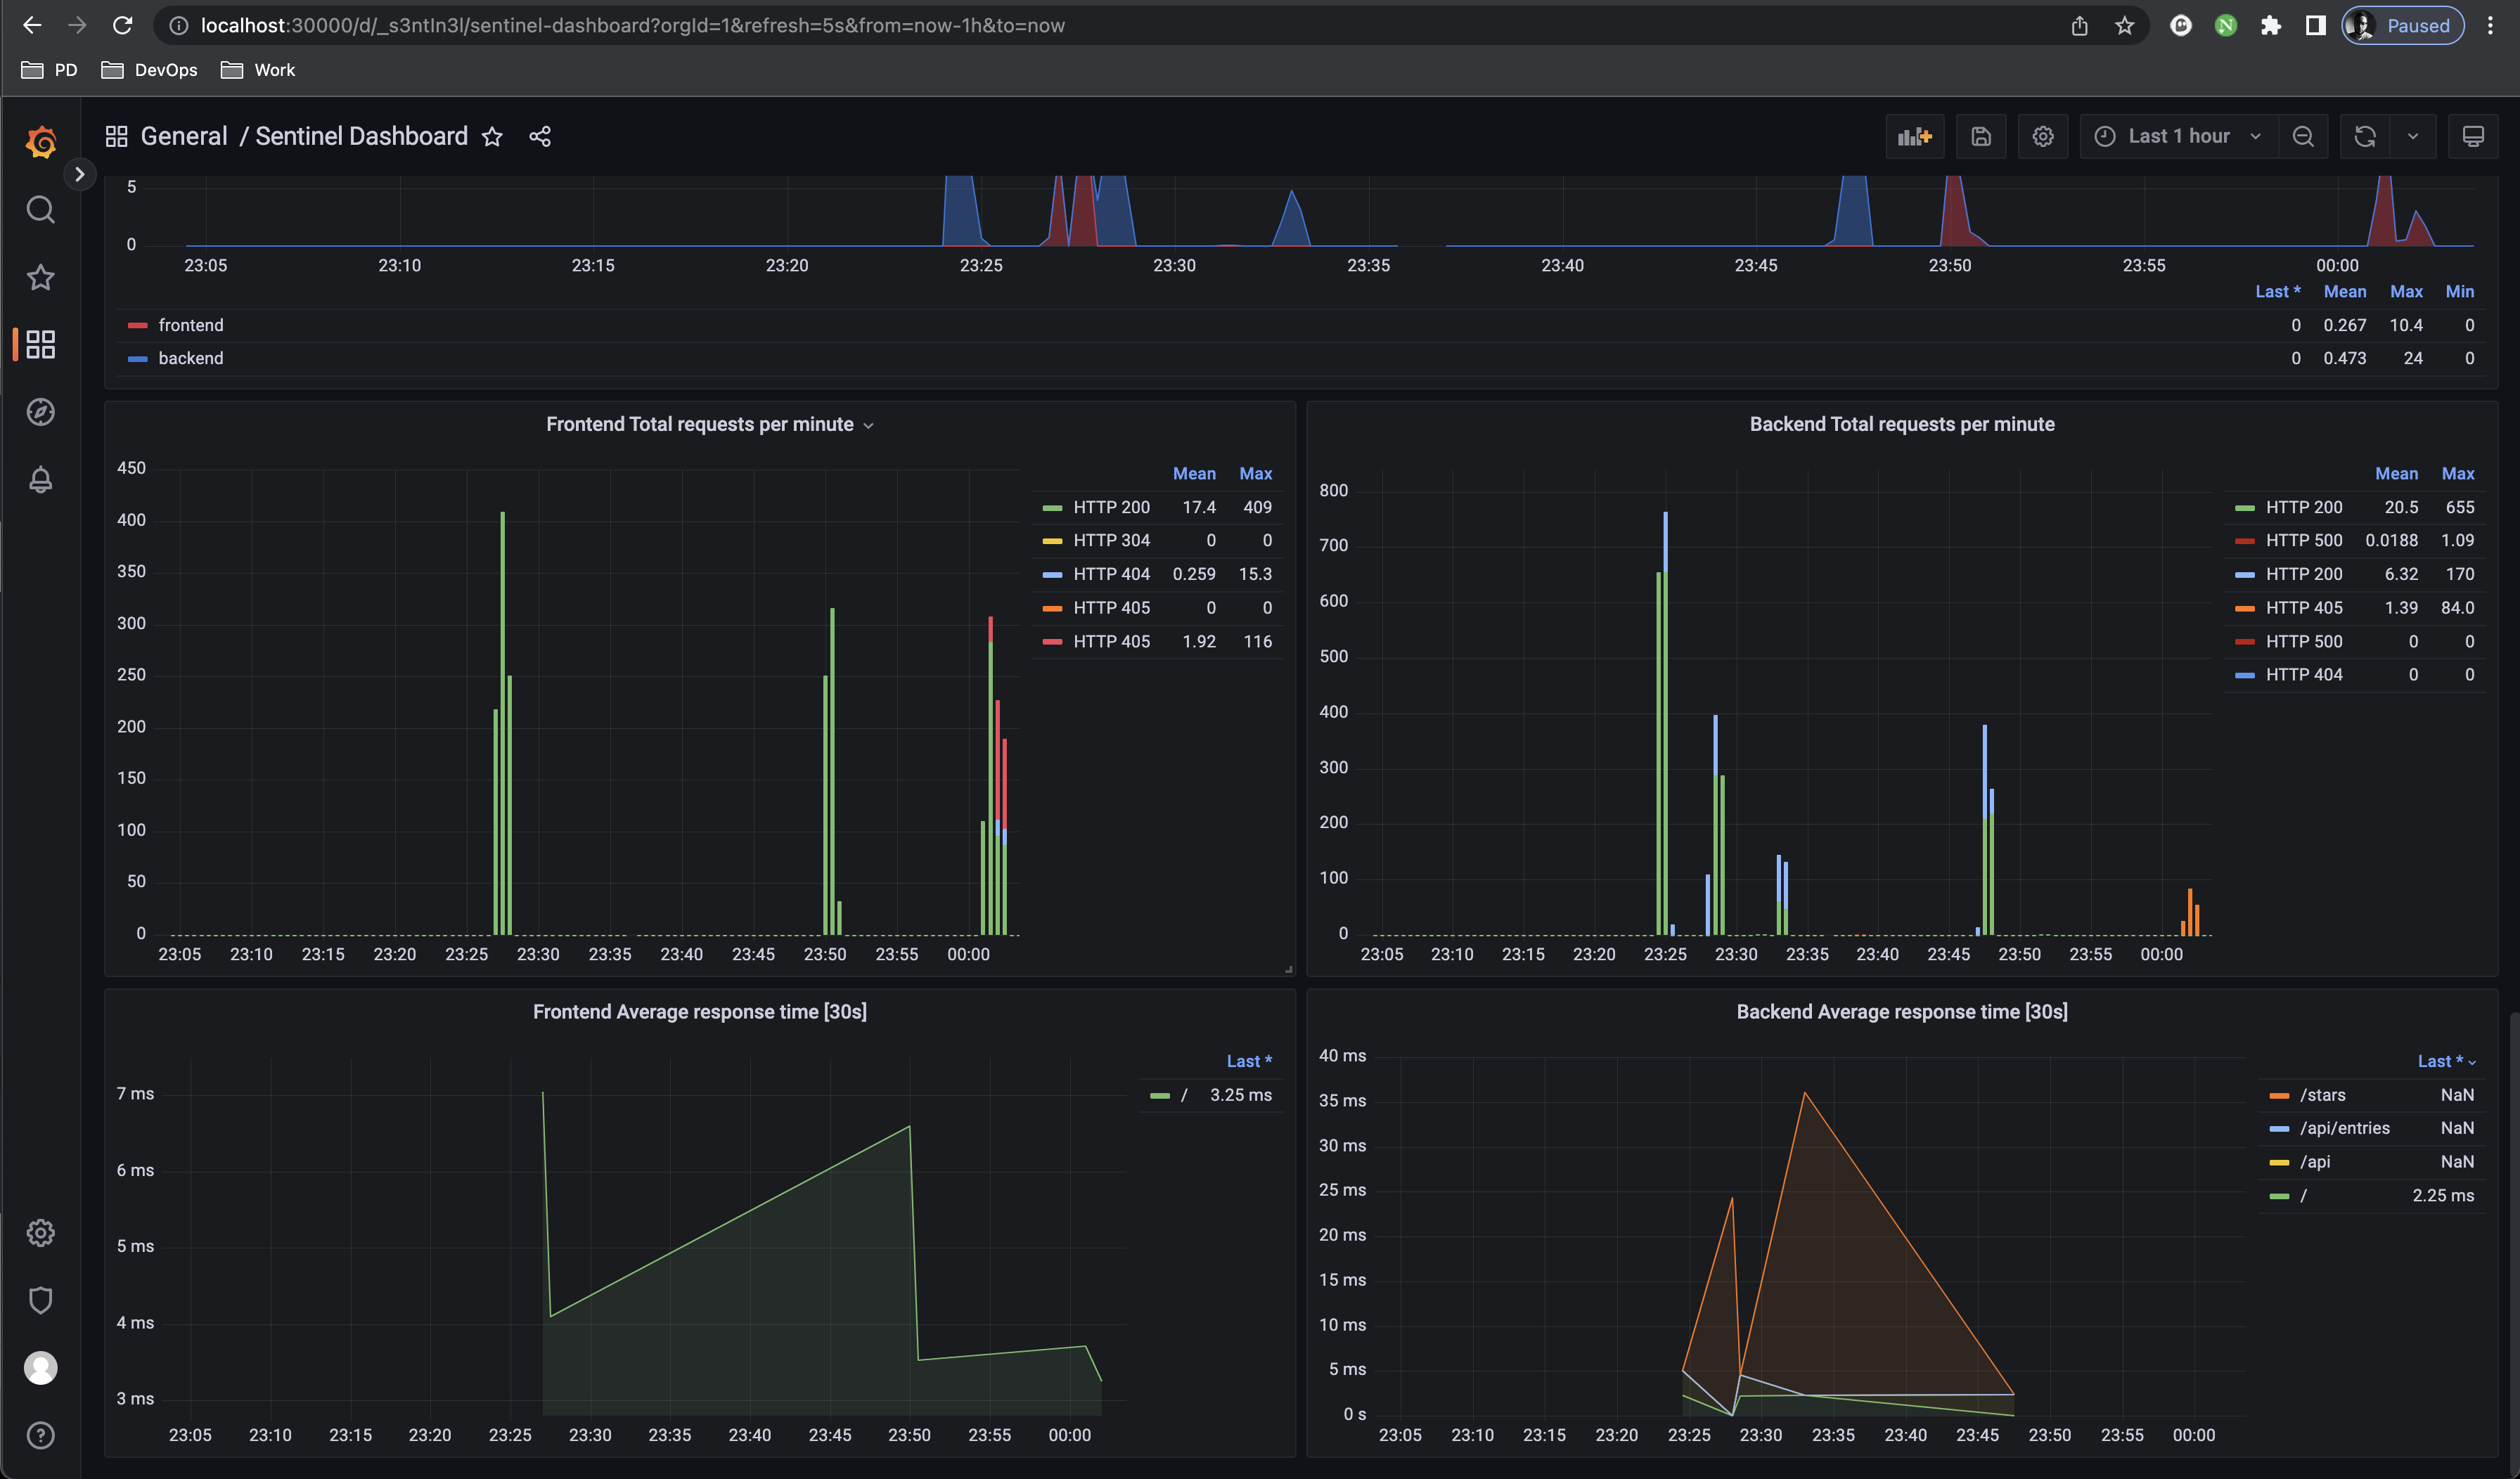 localhost:30000/d/_s3ntIn3l/sentinel-dashboard?orgId=1&refresh=5s&from=now-1h&to=now
Paused
PD DevOps Work
General / Sentinel Dashboard
Last 1 hour
5
0
23:05 23:10 23:15 23:20 23:25 23:30 23:35 23:40 23:45 23:50 23:55 00:00
Last * Mean Max Min
frontend 0 0.267 10.4 0
backend 0 0.473 24 0
Frontend Total requests per minute
450
400
350
300
250
200
150
100
50
0
23:05 23:10 23:15 23:20 23:25 23:30 23:35 23:40 23:45 23:50 23:55 00:00
Mean Max
HTTP 200 17.4 409
HTTP 304 0 0
HTTP 404 0.259 15.3
HTTP 405 0 0
HTTP 405 1.92 116
Backend Total requests per minute
800
700
600
500
400
300
200
100
0
23:05 23:10 23:15 23:20 23:25 23:30 23:35 23:40 23:45 23:50 23:55 00:00
Mean Max
HTTP 200 20.5 655
HTTP 500 0.0188 1.09
HTTP 200 6.32 170
HTTP 405 1.39 84.0
HTTP 500 0 0
HTTP 404 0 0
Frontend Average response time [30s]
7 ms
6 ms
5 ms
4 ms
3 ms
23:05 23:10 23:15 23:20 23:25 23:30 23:35 23:40 23:45 23:50 23:55 00:00
Last *
/ 3.25 ms
Backend Average response time [30s]
40 ms
35 ms
30 ms
25 ms
20 ms
15 ms
10 ms
5 ms
0 s
23:05 23:10 23:15 23:20 23:25 23:30 23:35 23:40 23:45 23:50 23:55 00:00
Last *
/stars NaN
/api/entries NaN
/api NaN
/ 2.25 ms